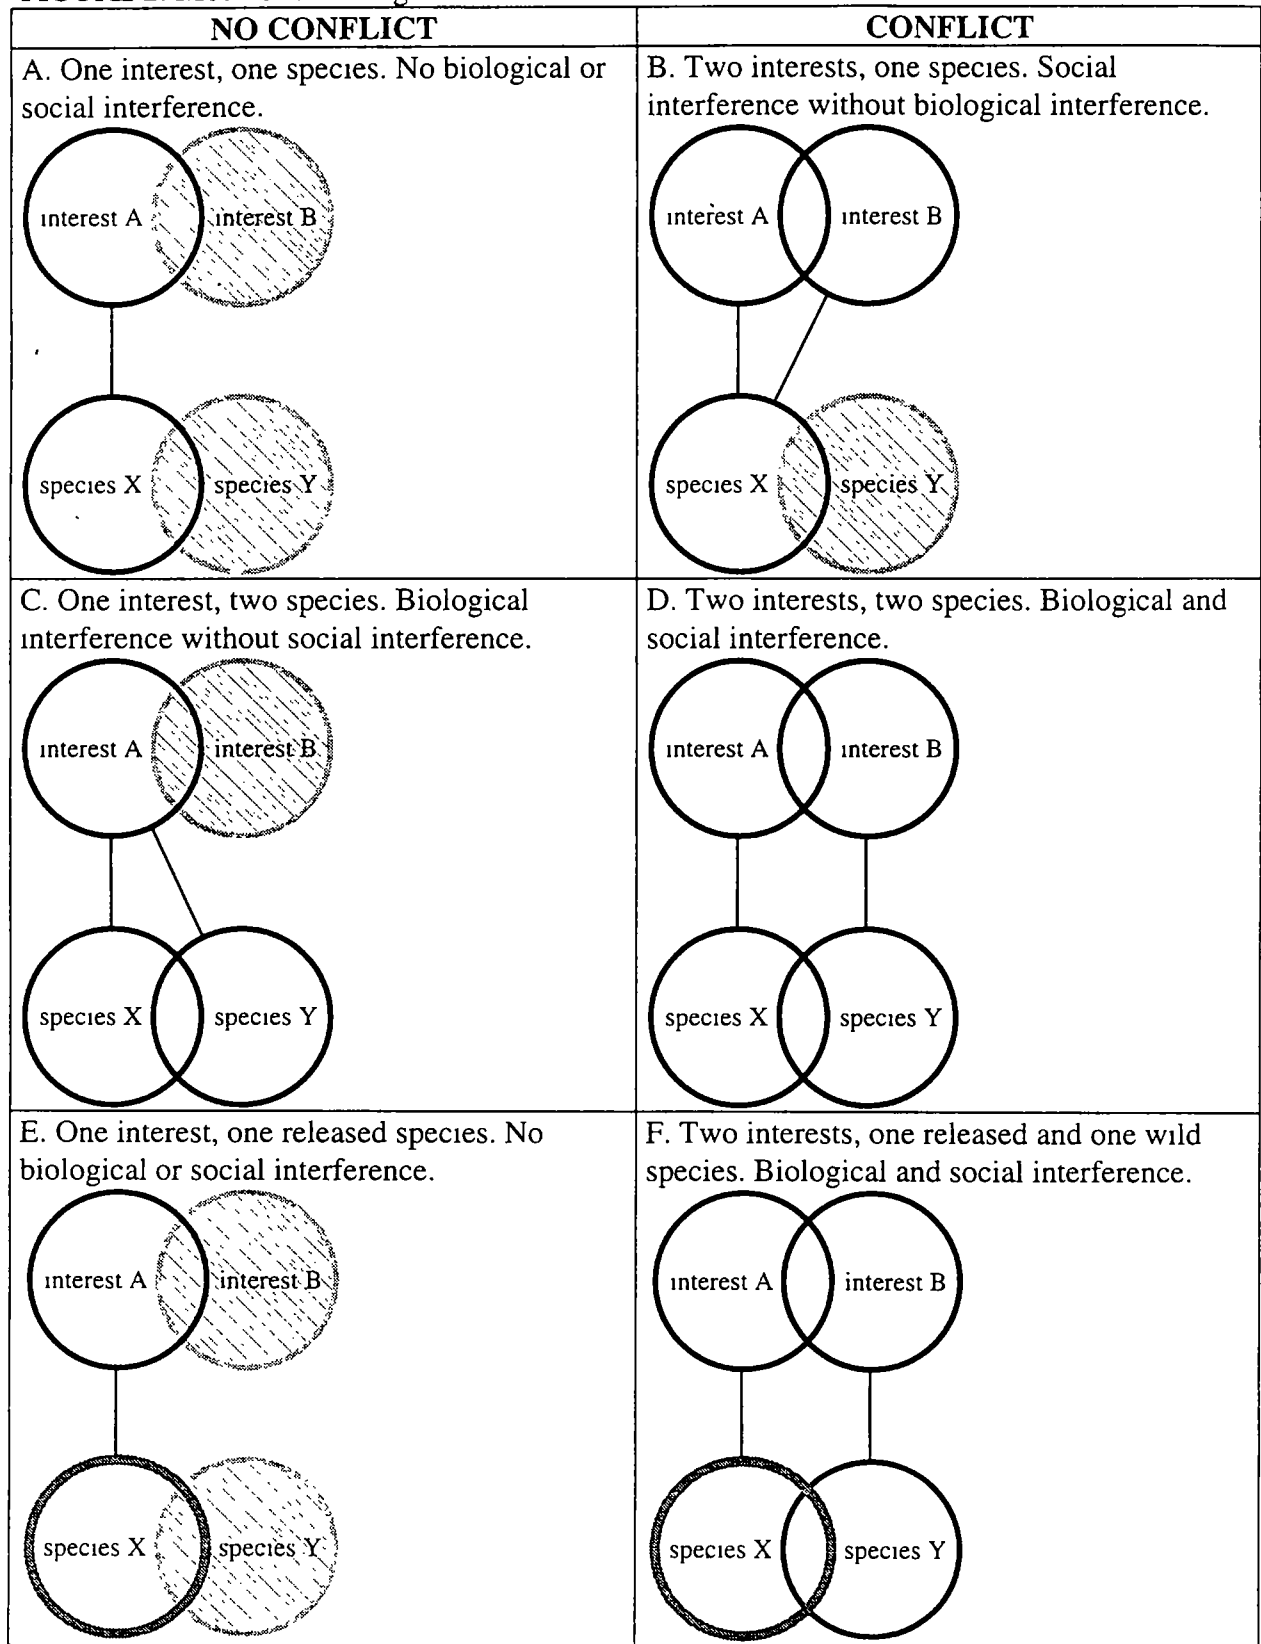 NO CONFLICT
CONFLICT
A. One interest, one species. No biological or
social interference.
interest A
interest B
species X
species Y
B. Two interests, one species. Social
interference without biological interference.
interest A
interest B
species X
species Y
C. One interest, two species. Biological
interference without social interference.
interest A
interest B
species X
species Y
D. Two interests, two species. Biological and
social interference.
interest A
interest B
species X
species Y
E. One interest, one released species. No
biological or social interference.
interest A
interest B
species X
species Y
F. Two interests, one released and one wild
species. Biological and social interference.
interest A
interest B
species X
species Y